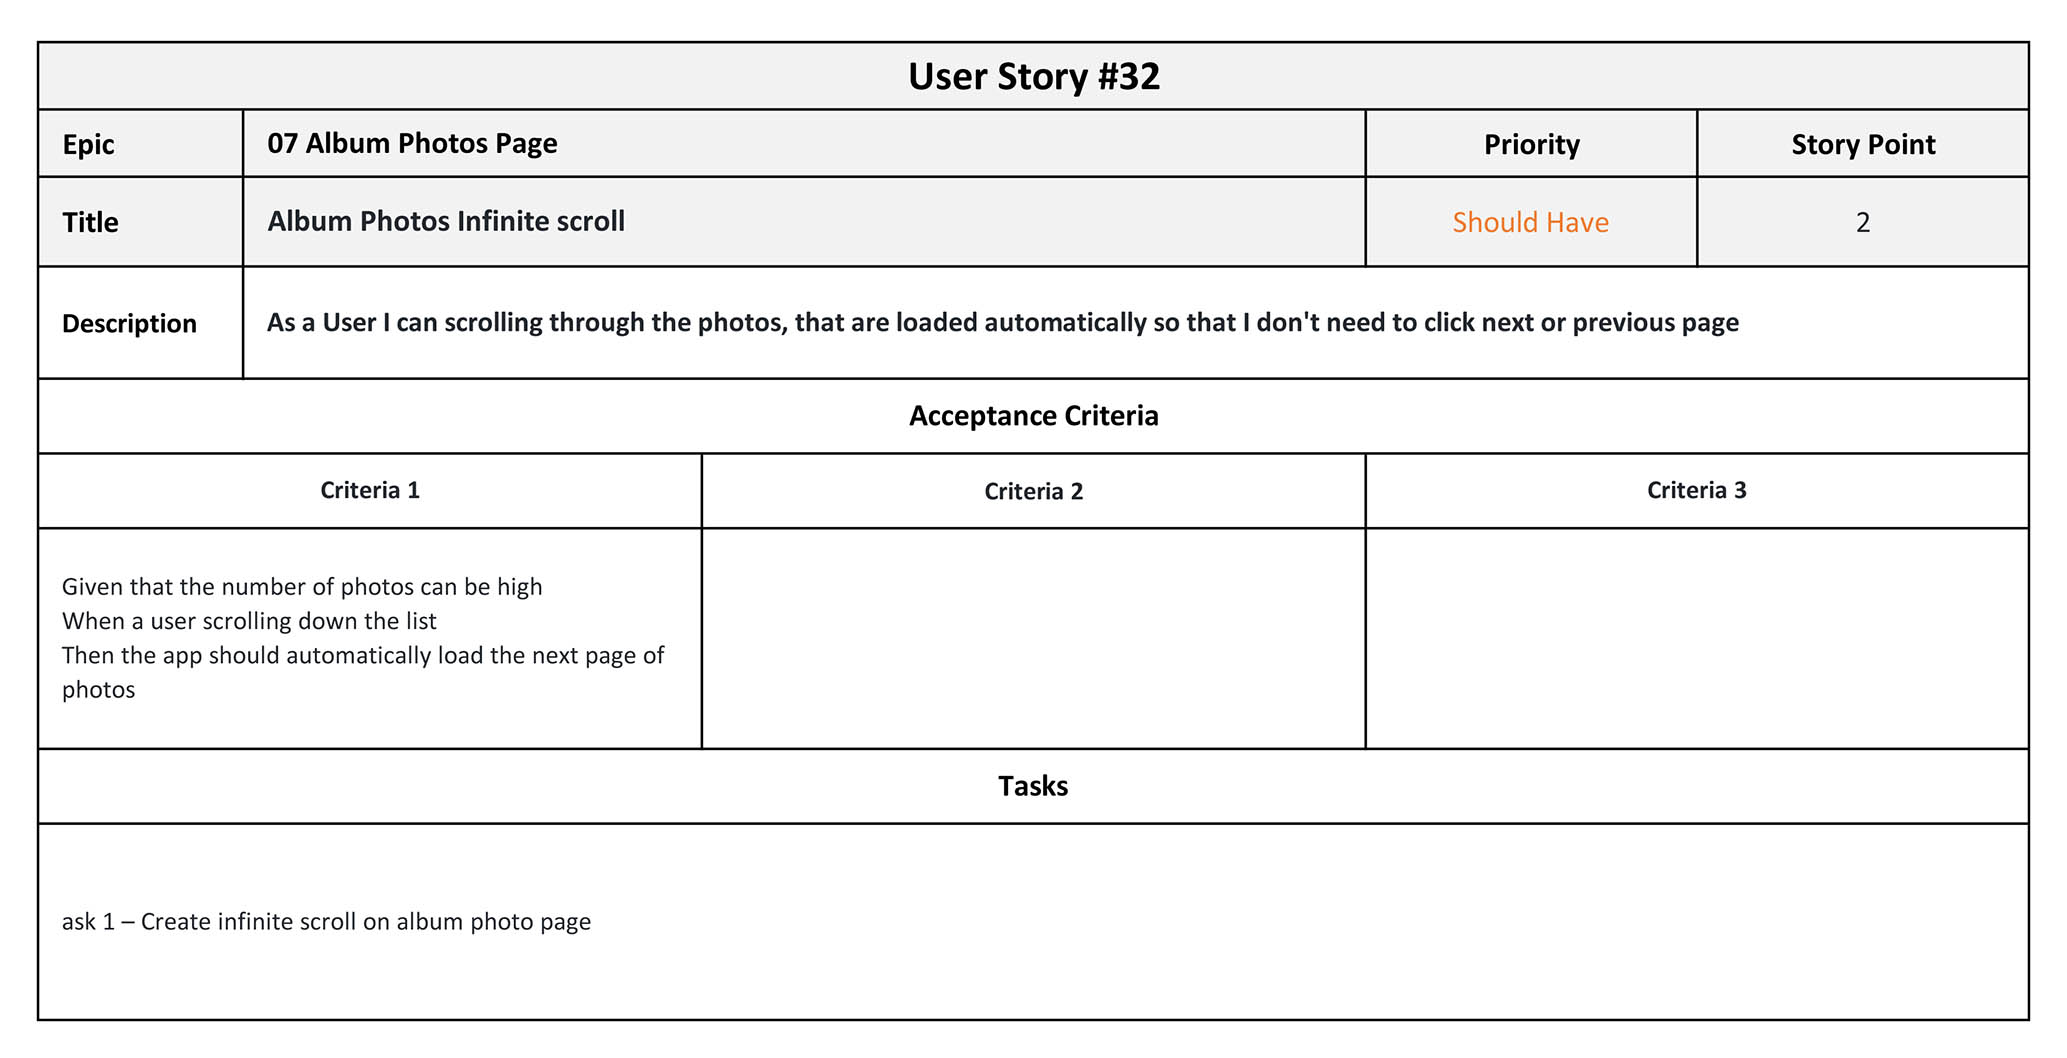 User Story #32
Epic
07 Album Photos Page
Priority
Story Point
Title
Album Photos Infinite scroll
Should Have
2
Description
As a User I can scrolling through the photos, that are loaded automatically so that I don't need to click next or previous page
Acceptance Criteria
Criteria 1
Criteria 2
Criteria 3
Given that the number of photos can be high
When a user scrolling down the list
Then the app should automatically load the next page of
photos
Tasks
ask 1 – Create infinite scroll on album photo page